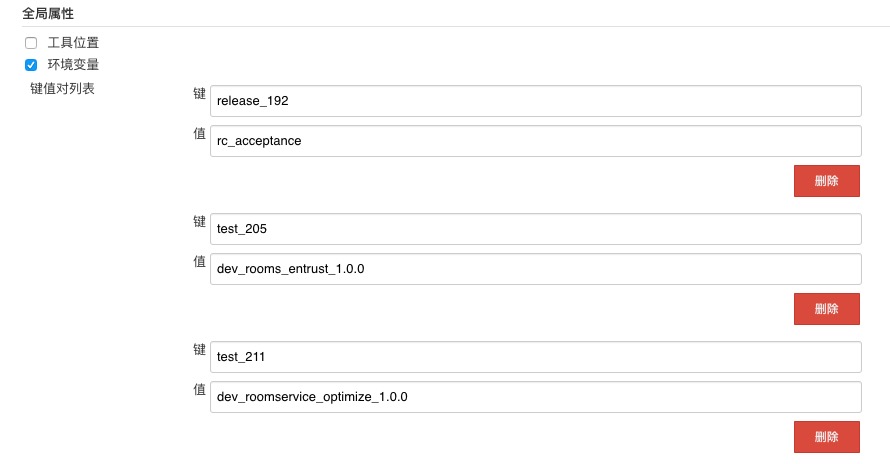 全局属性
工具位置
环境变量
键值对列表
键 release_192
值 rc_acceptance
删除
键 test_205
值 dev_rooms_entrust_1.0.0
删除
键 test_211
值 dev_roomservice_optimize_1.0.0
删除